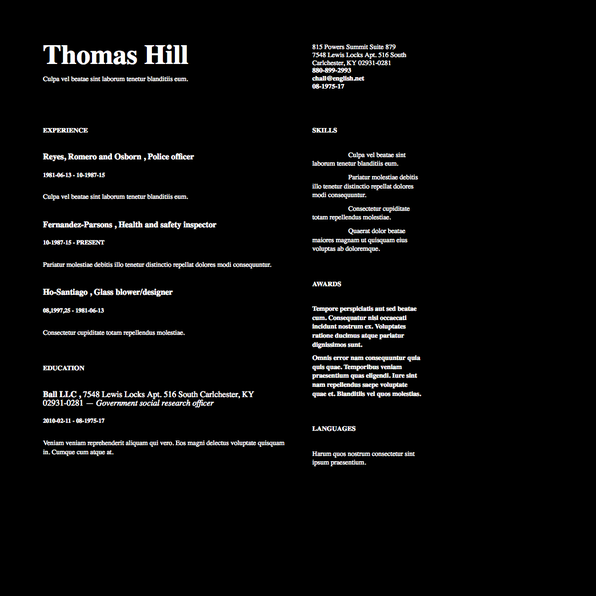 Thomas Hill
Culpa vel beatae sint laborum tenetur blanditiis eum.
815 Powers Summit Suite 879
7548 Lewis Locks Apt. 516 South
Carlchester, KY 02931-0281
880-899-2993
chall@english.net
08-1975-17
EXPERIENCE
Reyes, Romero and Osborn , Police officer
1981-06-13 - 10-1987-15
Culpa vel beatae sint laborum tenetur blanditiis eum.
Fernandez-Parsons , Health and safety inspector
10-1987-15 - PRESENT
Pariatur molestiae debitis illo tenetur distinctio repellat dolores modi consequuntur.
Ho-Santiago , Glass blower/designer
08,1997,25 - 1981-06-13
Consectetur cupiditate totam repellendus molestiae.
EDUCATION
Ball LLC , 7548 Lewis Locks Apt. 516 South Carlchester, KY
02931-0281 — Government social research officer
2010-02-11 - 08-1975-17
Veniam veniam reprehenderit aliquam qui vero. Eos magni delectus voluptate quisquam
in. Cumque cum atque at.
SKILLS
Culpa vel beatae sint
laborum tenetur blanditiis eum.
Pariatur molestiae debitis
illo tenetur distinctio repellat dolores
modi consequuntur.
Consectetur cupiditate
totam repellendus molestiae.
Quaerat dolor beatae
maiores magnam ut quisquam eius
voluptas ab doloremque.
AWARDS
Tempore perspiciatis aut sed beatae
cum. Consequatur nisi occaecati
incidunt nostrum ex. Voluptates
ratione ducimus atque pariatur
dignissimos sunt.
Omnis error nam consequuntur quia
quis quae. Temporibus veniam
praesentium quas eligendi. Iure sint
nam repellendus saepe voluptate
quae et. Blanditiis vel quos molestias.
LANGUAGES
Harum quos nostrum consectetur sint
ipsum praesentium.